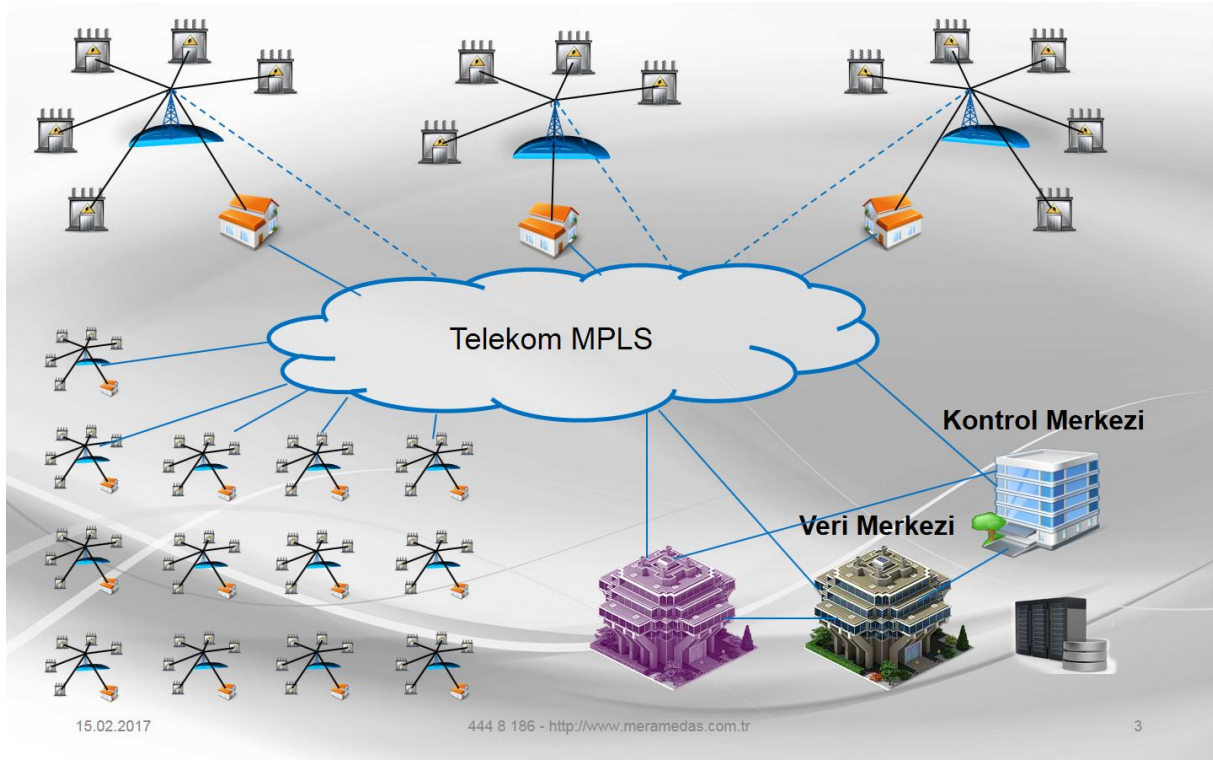 Telekom MPLS
Kontrol Merkezi
Veri Merkezi
15.02.2017
444 8 186 - http://www.meramedas.com.tr
3